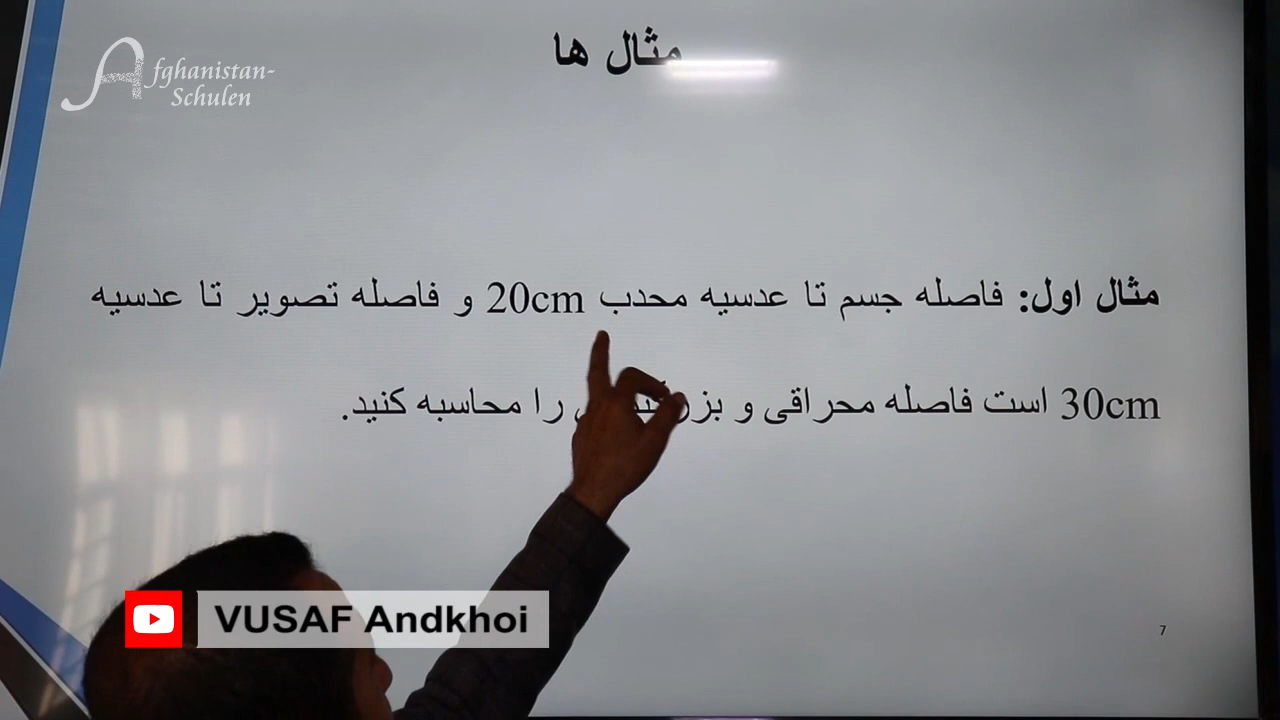 Afghanistan-
Schulen
مثال ها
مثال اول: فاصله جسم تا عدسیه محدب 20cm و فاصله تصویر تا عدسیه
30cm است فاصله محراقی و را محاسبه کنید.
VUSAF Andkhoi
7